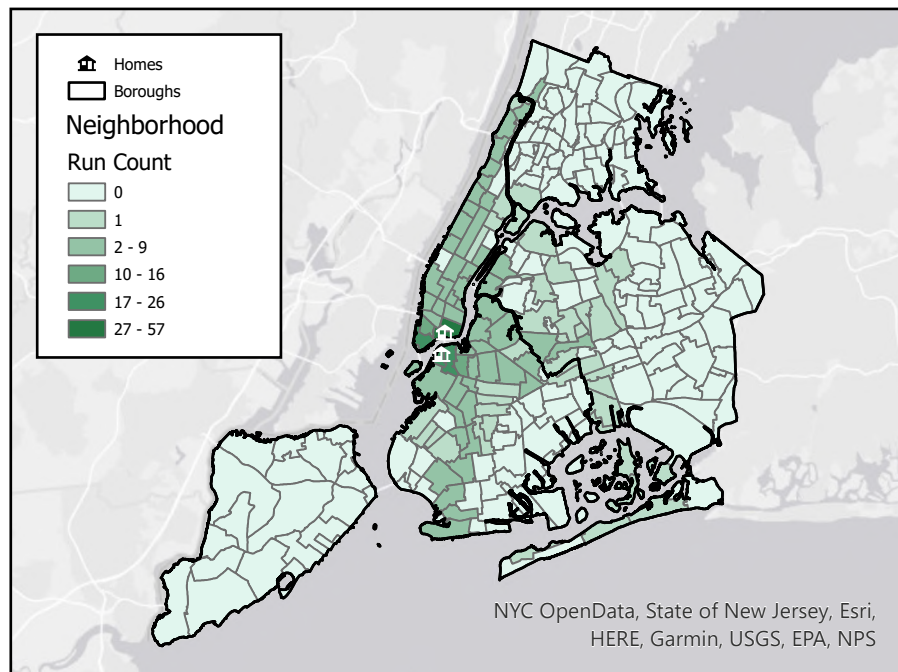 Homes
Boroughs
Neighborhood
Run Count
0
1
2 - 9
10 - 16
17 - 26
27 - 57
NYC OpenData, State of New Jersey, Esri,
HERE, Garmin, USGS, EPA, NPS